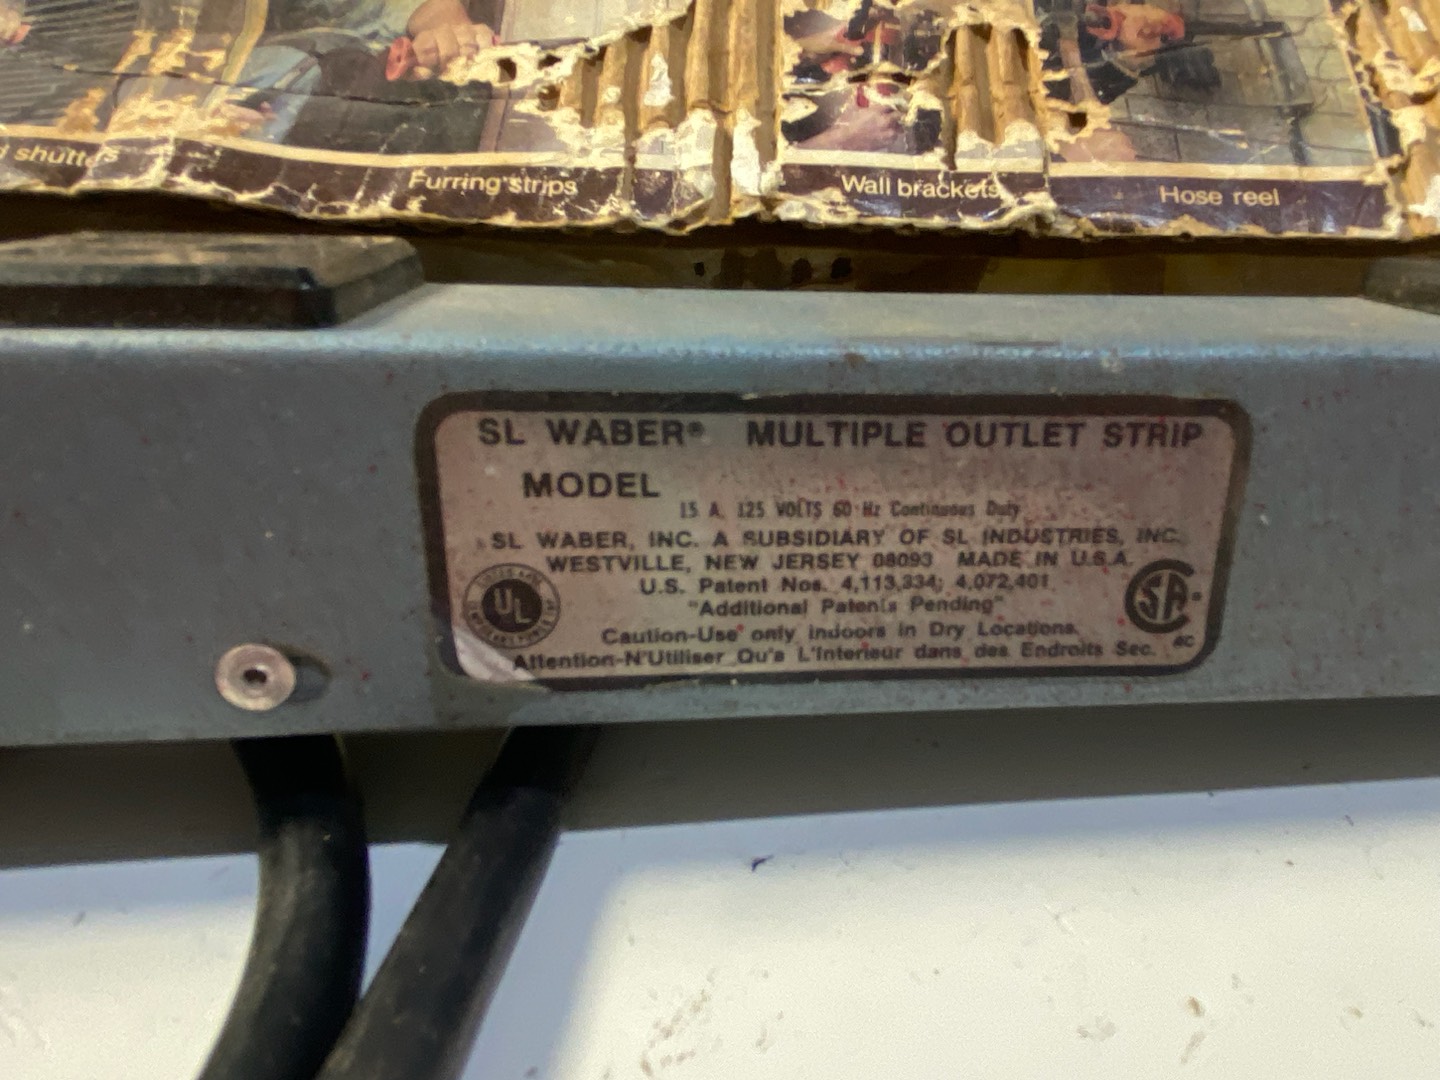 shutters
Furring strips
Wall brackets
Hose reel
SL WABER® MULTIPLE OUTLET STRIP
MODEL
15 A. 125 VOLTS 60 Hz Continuous Duty
SL WABER, INC. A SUBSIDIARY OF SL INDUSTRIES, INC.
WESTVILLE, NEW JERSEY 08093 MADE IN U.S.A.
U.S. Patent Nos. 4,113,334; 4,072,401
"Additional Patents Pending"
Caution-Use only indoors in Dry Locations.
Attention-N'Utiliser Qu'a L'Interieur dans des Endroits Sec.
UL
SA